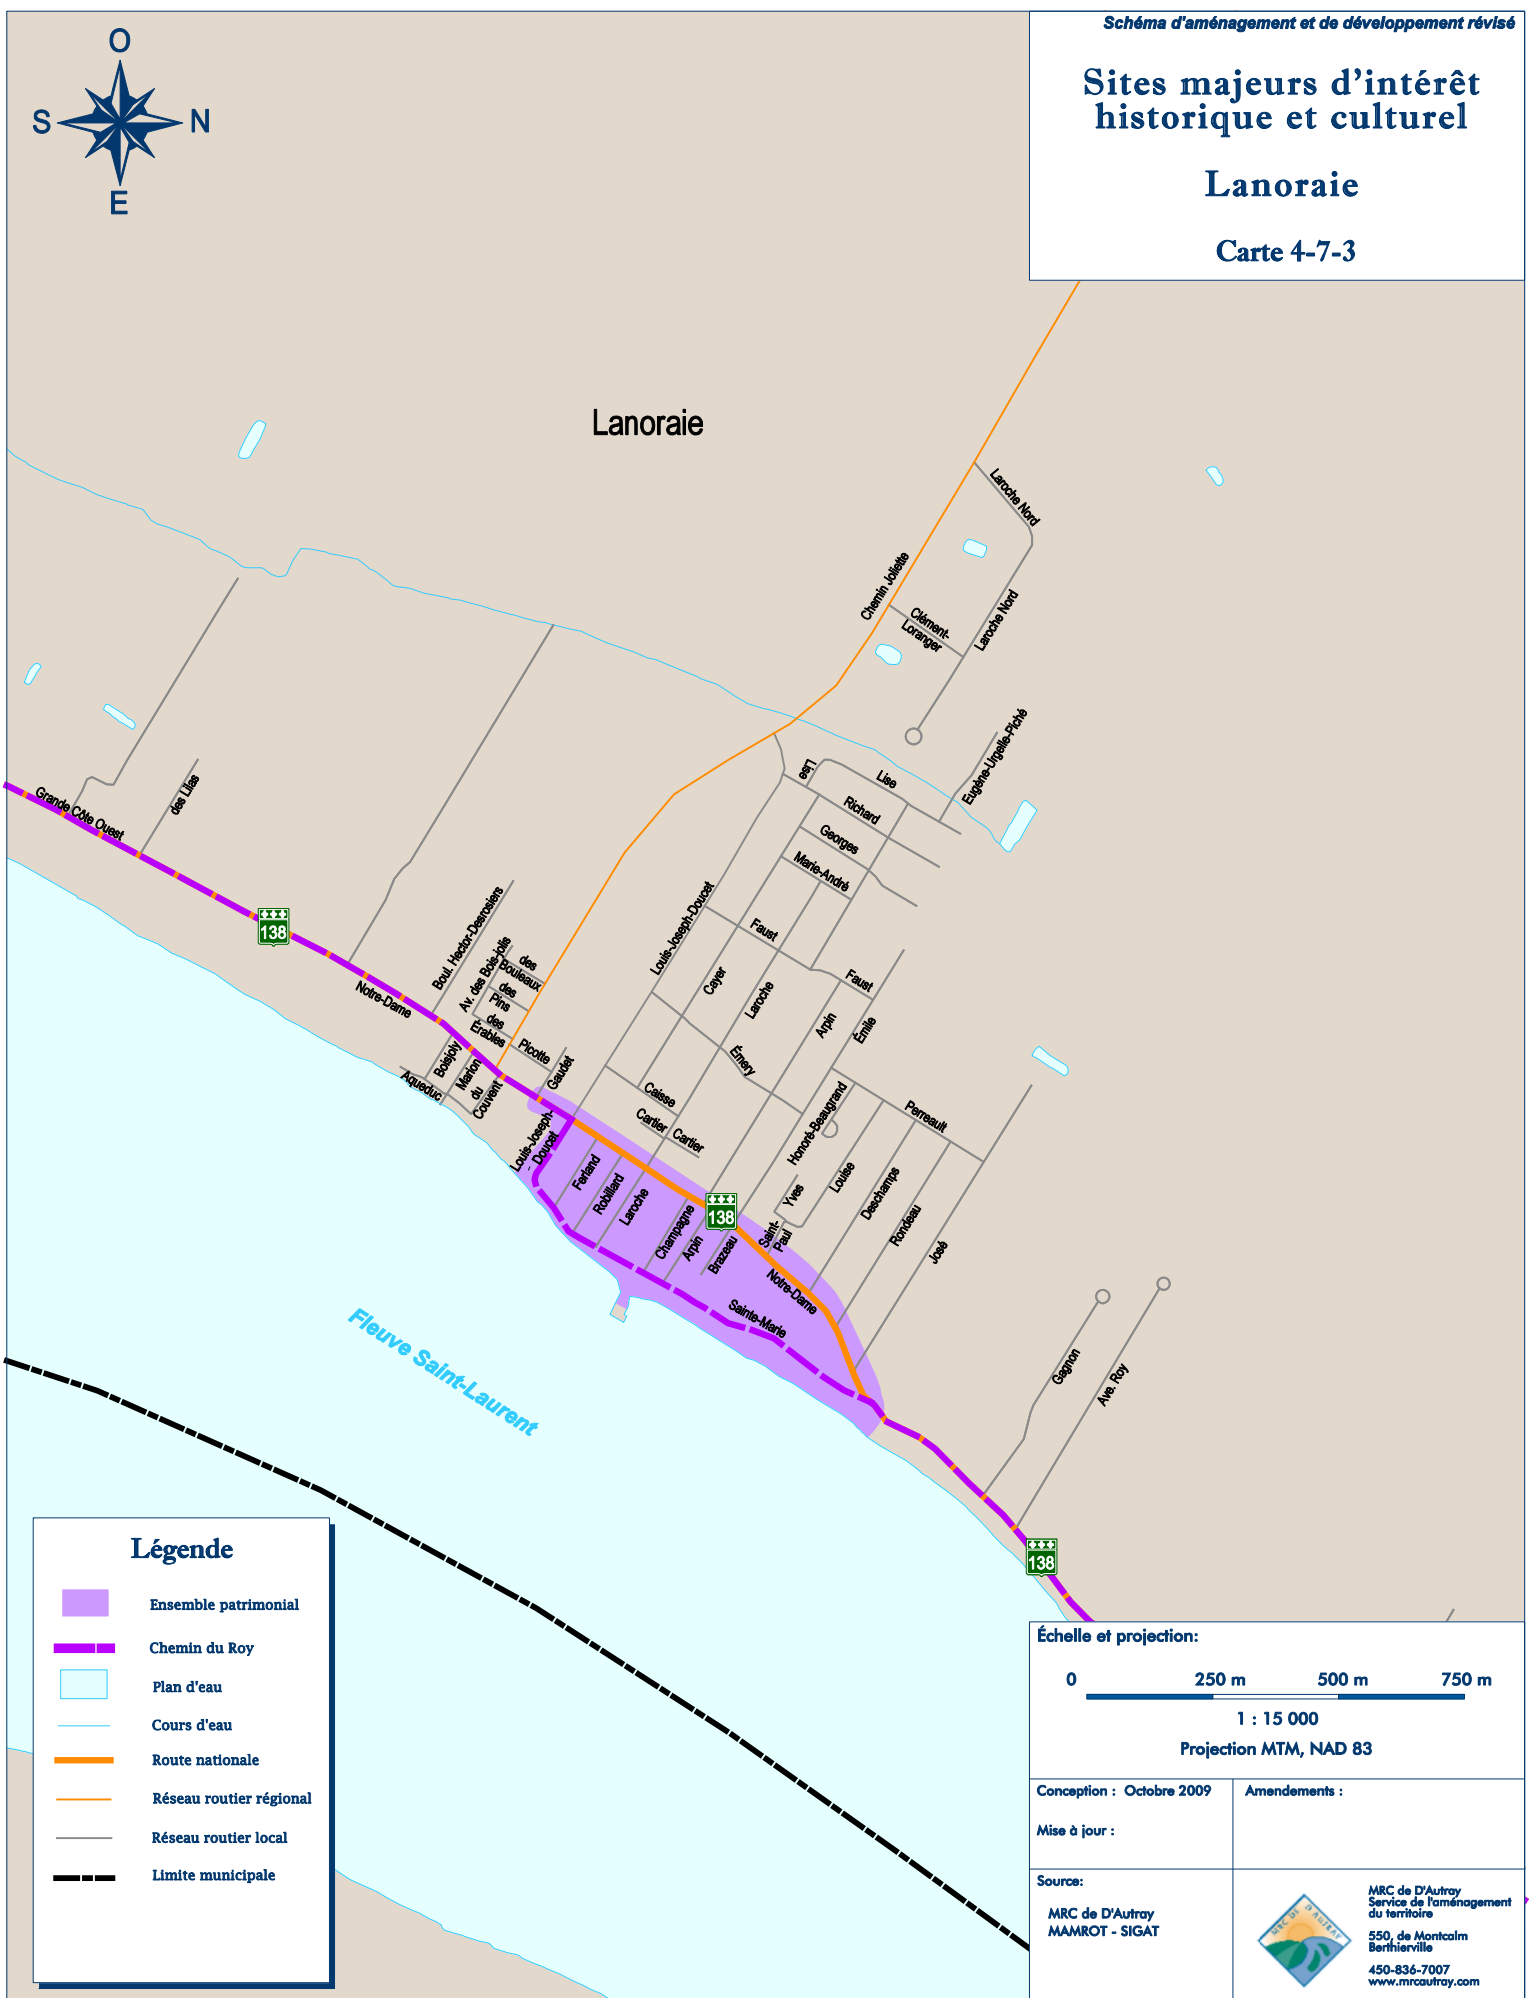 Schéma d'aménagement et de développement révisé
Sites majeurs d'intérêt
historique et culturel
Lanoraie
Carte 4-7-3
O
S
N
E
Lanoraie
Laroche Nord
Chemin Joliette
Clément-
Loranger
Laroche Nord
Eugène-Urgelle-Piché
Lise
Lise
Richard
Georges
Marie-André
des Lilas
Grande Côte Ouest
138
Louis-Joseph-Doucet
Faust
Faust
Cayer
Laroche
Arpin
Émile
Émery
Boul. Hector-Desrosiers
Av. des Bois-jolis
des
Bouleaux
des
Pins
des
Érables
Notre-Dame
Picotte
Gaudet
Boisjoly
Marion
du
Couvent
Aqueduc
Caisse
Cartier
Cartier
Honoré-Beaugrand
Perreault
Louis-Joseph-
Doucet
Ferland
Robillard
Laroche
Champagne
Arpin
Brazeau
138
Yves
Saint-
Paul
Louise
Deschamps
Rondeau
José
Notre-Dame
Sainte-Marie
Gagnon
Ave. Roy
138
Fleuve Saint-Laurent
Légende
Ensemble patrimonial
Chemin du Roy
Plan d'eau
Cours d'eau
Route nationale
Réseau routier régional
Réseau routier local
Limite municipale
Échelle et projection:
0 250 m 500 m 750 m
1 : 15 000
Projection MTM, NAD 83
Conception : Octobre 2009
Mise à jour :
Amendements :
Source:
MRC de D'Autray
MAMROT - SIGAT
MRC DE D'AUTRAY
MRC de D'Autray
Service de l'aménagement
du territoire
550, de Montcalm
Berthierville
450-836-7007
www.mrcautray.com